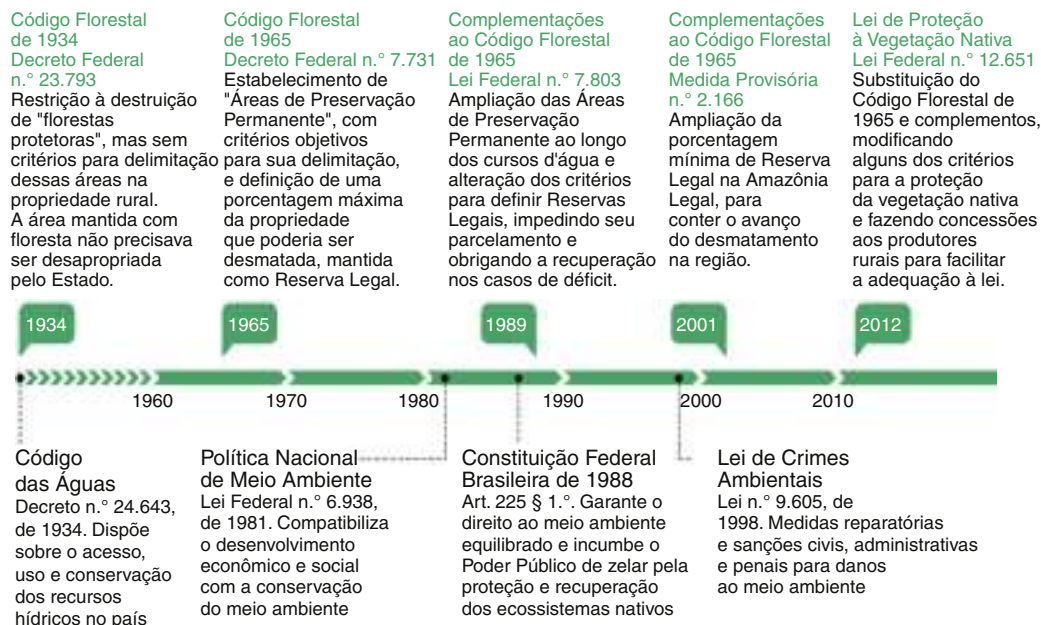 Código Florestal
de 1934
Decreto Federal
n.° 23.793
Restrição à destruição
de "florestas
protetoras", mas sem
critérios para delimitação
dessas áreas na
propriedade rural.
A área mantida com
floresta não precisava
ser desapropriada
pelo Estado.
Código Florestal
de 1965
Decreto Federal n.° 7.731
Estabelecimento de
"Áreas de Preservação
Permanente", com
critérios objetivos
para sua delimitação,
e definição de uma
porcentagem máxima
da propriedade
que poderia ser
desmatada, mantida
como Reserva Legal.
Complementações
ao Código Florestal
de 1965
Lei Federal n.° 7.803
Ampliação das Áreas
de Preservação
Permanente ao longo
dos cursos d'água e
alteração dos critérios
para definir Reservas
Legais, impedindo seu
parcelamento e
obrigando a recuperação
nos casos de déficit.
Complementações
ao Código Florestal
de 1965
Medida Provisória
n.° 2.166
Ampliação da
porcentagem
mínima de Reserva
Legal na Amazônia
Legal, para
conter o avanço
do desmatamento
na região.
Lei de Proteção
à Vegetação Nativa
Lei Federal n.° 12.651
Substituição do
Código Florestal de
1965 e complementos,
modificando
alguns dos critérios
para a proteção
da vegetação nativa
e fazendo concessões
aos produtores
rurais para facilitar
a adequação à lei.
1934
1965
1989
2001
2012
1960
1970
1980
1990
2000
2010
Código
das Águas
Decreto n.° 24.643,
de 1934. Dispõe
sobre o acesso,
uso e conservação
dos recursos
hídricos no país
Política Nacional
de Meio Ambiente
Lei Federal n.° 6.938,
de 1981. Compatibiliza
o desenvolvimento
econômico e social
com a conservação
do meio ambiente
Constituição Federal
Brasileira de 1988
Art. 225 § 1.°. Garante o
direito ao meio ambiente
equilibrado e incumbe o
Poder Público de zelar pela
proteção e recuperação
dos ecossistemas nativos
Lei de Crimes
Ambientais
Lei n.° 9.605, de
1998. Medidas reparatórias
e sanções civis, administrativas
e penais para danos
ao meio ambiente